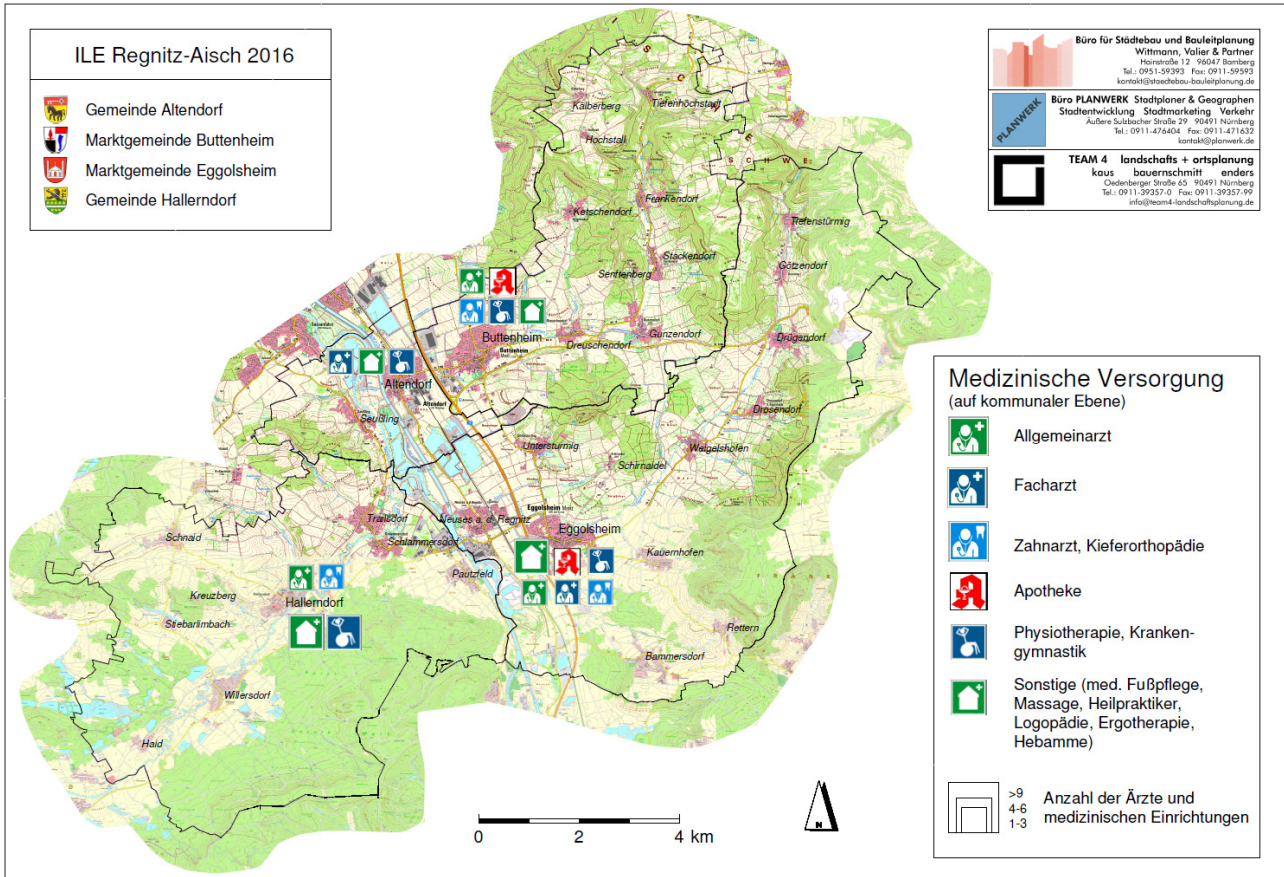 ILE Regnitz-Aisch 2016
Gemeinde Altendorf
Marktgemeinde Buttenheim
Marktgemeinde Eggolsheim
Gemeinde Hallerndorf
Büro für Städtebau und Bauleitplanung
Wittmann, Valier & Partner
Hainstraße 12 96047 Bamberg
Tel.: 0951-59393 Fax: 0911-59593
kontakt@staedtebau-bauleitplanung.de
PLANWERK
Büro PLANWERK Stadtplaner & Geographen
Stadtentwicklung Stadtmarketing Verkehr
Äußere Sulzbacher Straße 29 90491 Nürnberg
Tel.: 0911-476404 Fax: 0911-471632
kontakt@planwerk.de
TEAM 4 landschafts + ortsplanung
kaus bauernschmitt enders
Oedenberger Straße 65 90491 Nürnberg
Tel.: 0911-39357-0 Fax: 0911-39357-99
info@team4-landschaftsplanung.de
Kälberberg
Tiefenhöchstadt
Hochstall
Frankendorf
Ketschendorf
Tiefenstürmig
Stackendorf
Senftenberg
Götzendorf
Buttenheim
Buttenheim
Gunzendorf
Dreuschendorf
Drügendorf
Altendorf
Altendorf
Seußling
Drosendorf
Unterstürmig
Weigelshofen
Schirnaidel
Eggolsheim Markt
Neuses a. d. Regnitz
Eggolsheim
Trailsdorf
Schlammersdorf
Schnaid
Kauernhofen
Pautzfeld
Kreuzberg
Hallerndorf
Stiebarlimbach
Rettern
Bammersdorf
Willersdorf
Haid
Medizinische Versorgung
(auf kommunaler Ebene)
Allgemeinarzt
Facharzt
Zahnarzt, Kieferorthopädie
Apotheke
Physiotherapie, Kranken-
gymnastik
Sonstige (med. Fußpflege,
Massage, Heilpraktiker,
Logopädie, Ergotherapie,
Hebamme)
>9
4-6
1-3
Anzahl der Ärzte und
medizinischen Einrichtungen
0 2 4 km
N